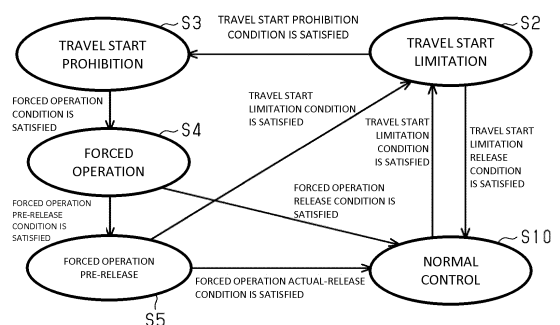 S3
TRAVEL START
PROHIBITION
TRAVEL START PROHIBITION
CONDITION IS SATISFIED
S2
TRAVEL START
LIMITATION
FORCED OPERATION
CONDITION IS
SATISFIED
TRAVEL START
LIMITATION CONDITION
IS SATISFIED
TRAVEL START
LIMITATION
CONDITION
IS SATISFIED
TRAVEL START
LIMITATION
RELEASE
CONDITION
IS SATISFIED
S4
FORCED
OPERATION
FORCED OPERATION
RELEASE CONDITION IS
SATISFIED
FORCED OPERATION
PRE-RELEASE
CONDITION IS
SATISFIED
S10
FORCED OPERATION
PRE-RELEASE
NORMAL
CONTROL
FORCED OPERATION ACTUAL-RELEASE
CONDITION IS SATISFIED
S5